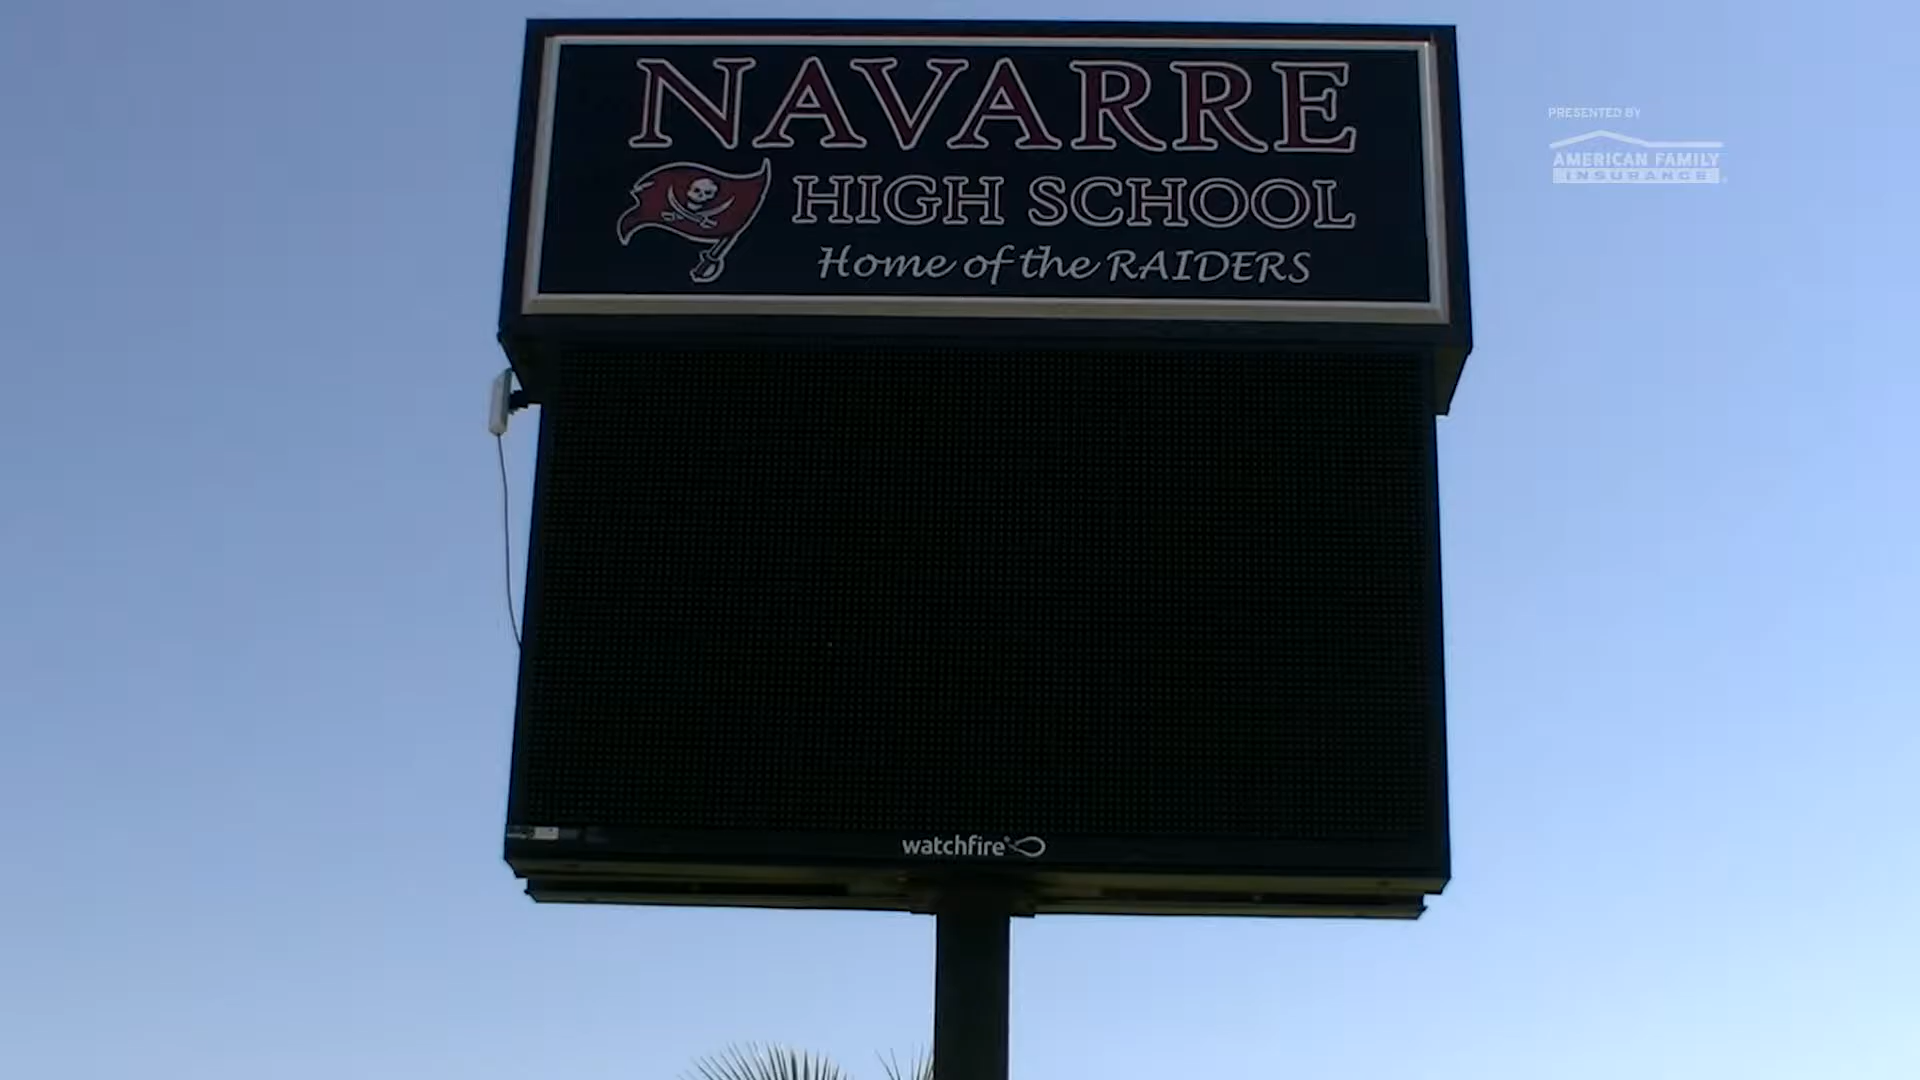 NAVARRE
HIGH SCHOOL
Home of the RAIDERS
PRESENTED BY
AMERICAN FAMILY
INSURANCE
watchfire